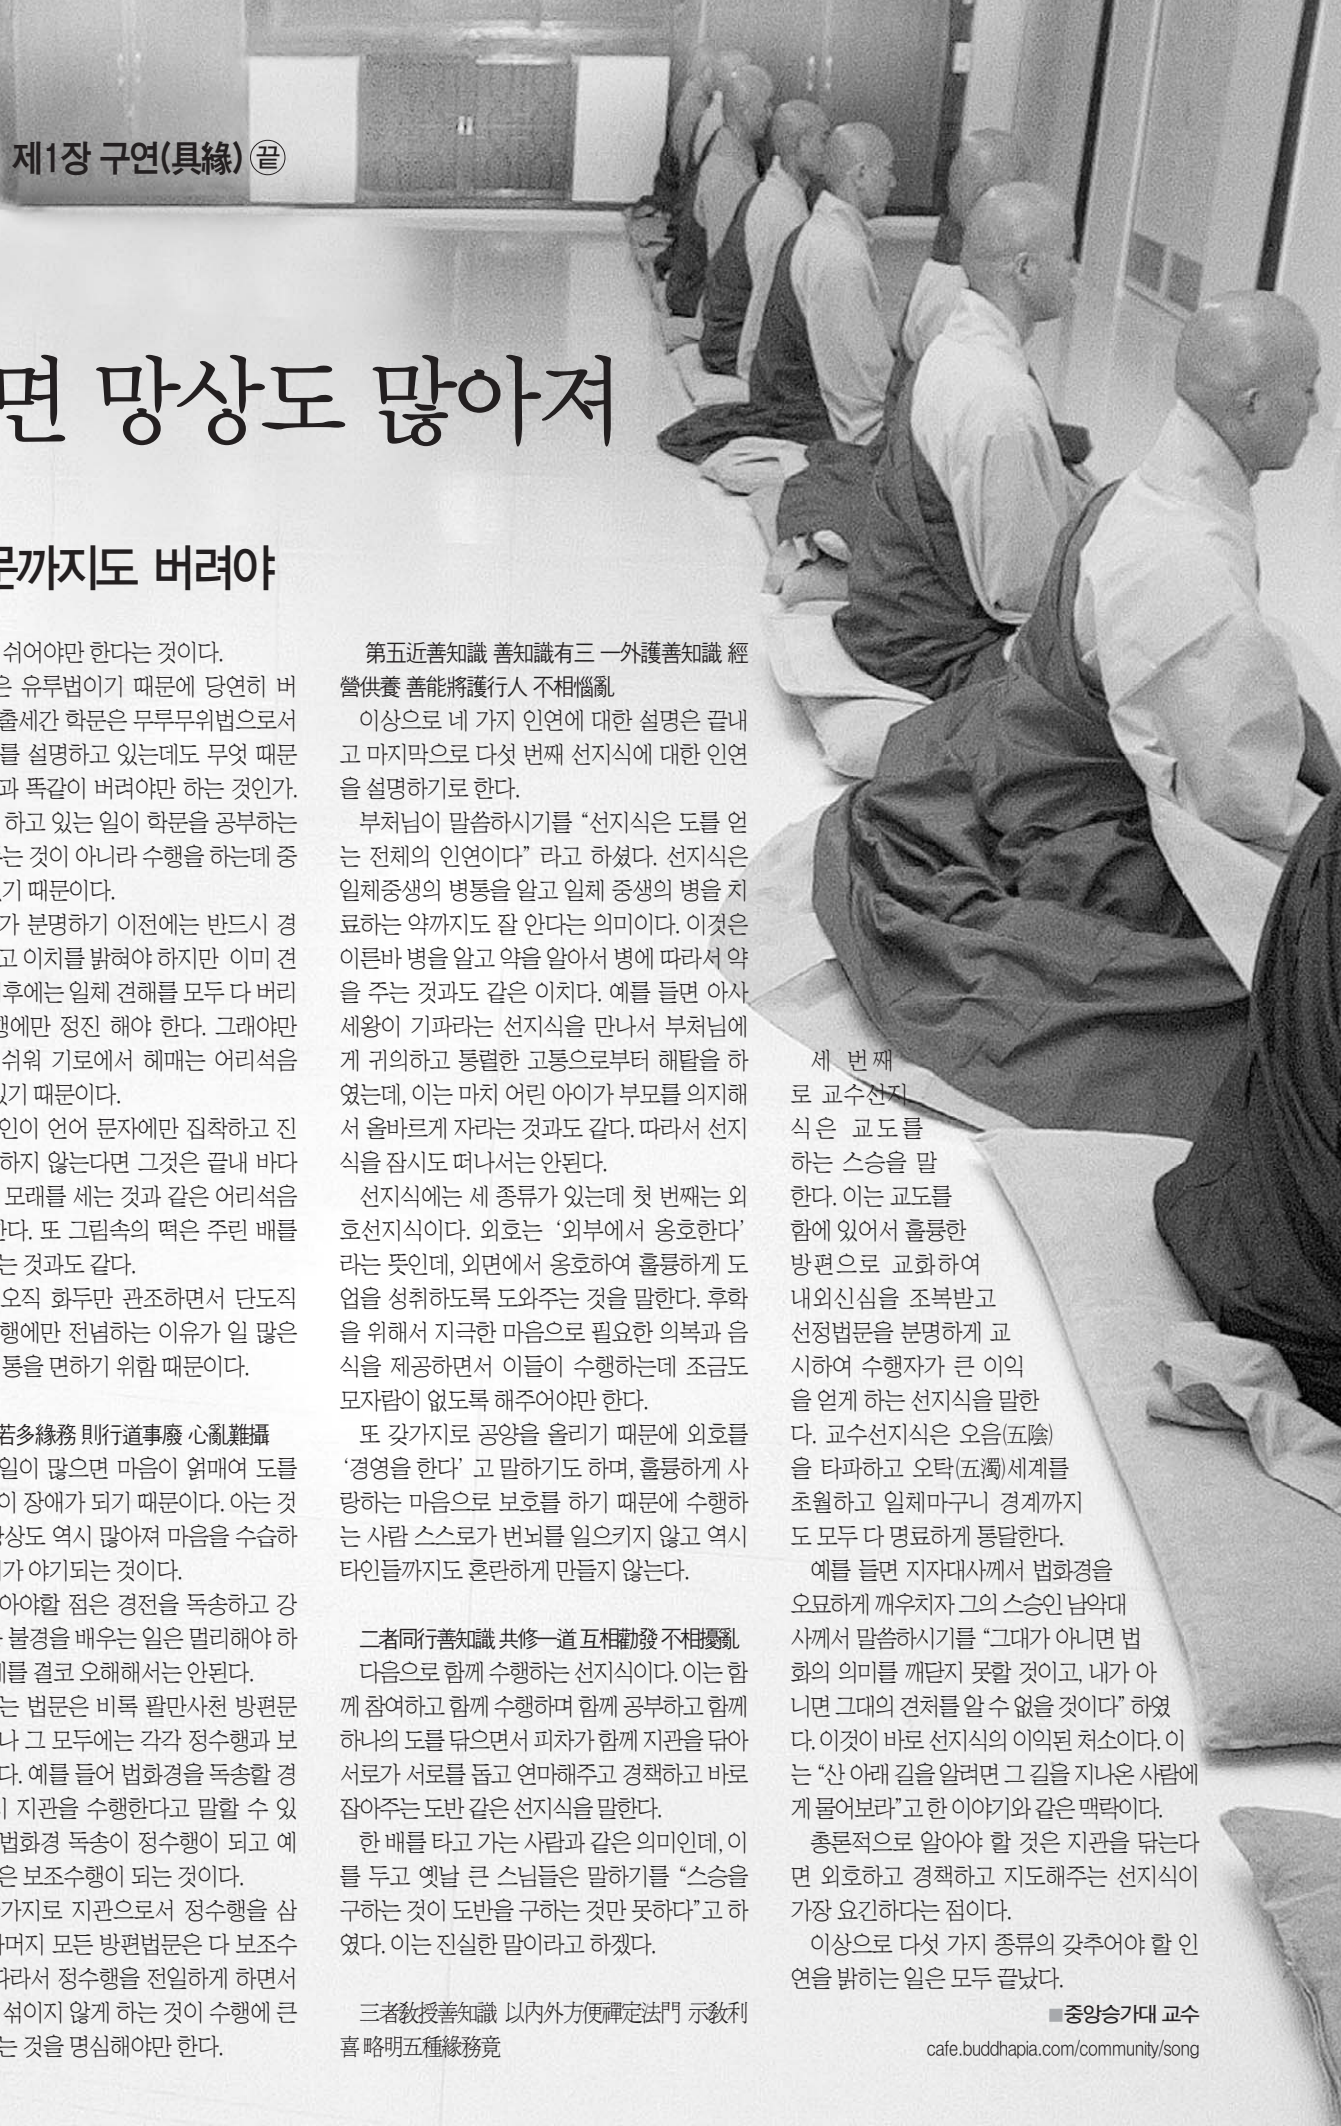 제1장 구연(具緣) 끝
면 망상도 많아져
문까지도 버려야
쉬어야만 한다는 것이다.
은 유루법이기 때문에 당연히 버
출세간 학문은 무루무위법으로서
를 설명하고 있는데도 무엇 때문
과 똑같이 버려야만 하는 것인가.
하고 있는 일이 학문을 공부하는
는 것이 아니라 수행을 하는데 중
기 때문이다.
가 분명하기 이전에는 반드시 경
고 이치를 밝혀야 하지만 이미 견
후에는 일체 견해를 모두 다 버리
행에만 정진 해야 한다. 그래야만
쉬워 기로에서 헤매는 어리석음
있기 때문이다.
인이 언어 문자에만 집착하고 진
하지 않는다면 그것은 끝내 바다
모래를 세는 것과 같은 어리석음
한다. 또 그림속의 떡은 주린 배를
는 것과도 같다.
오직 화두만 관조하면서 단도직
행에만 전념하는 이유가 일 많은
통을 면하기 위함 때문이다.
若多緣務 則行道事廢 心亂難攝
일이 많으면 마음이 얽매여 도를
이 장애가 되기 때문이다. 아는 것
망상도 역시 많아져 마음을 수습하
가 야기되는 것이다.
아야할 점은 경전을 독송하고 강
불경을 배우는 일은 멀리해야 하
를 결코 오해해서는 안된다.
는 법문은 비록 팔만사천 방편문
나 그 모두에는 각각 정수행과 보
다. 예를 들어 법화경을 독송할 경
지관을 수행한다고 말할 수 있
법화경 독송이 정수행이 되고 예
은 보조수행이 되는 것이다.
가지로 지관으로서 정수행을 삼
나머지 모든 방편법문은 다 보조수
따라서 정수행을 전일하게 하면서
섞이지 않게 하는 것이 수행에 큰
는 것을 명심해야만 한다.
第五近善知識 善知識有三 一外護善知識 經
營供養 善能將護行人 不相惱亂
이상으로 네 가지 인연에 대한 설명은 끝내
고 마지막으로 다섯 번째 선지식에 대한 인연
을 설명하기로 한다.
부처님이 말씀하시기를 “선지식은 도를 얻
는 전체의 인연이다” 라고 하셨다. 선지식은
일체중생의 병통을 알고 일체 중생의 병을 치
료하는 약까지도 잘 안다는 의미이다. 이것은
이른바 병을 알고 약을 알아서 병에 따라서 약
을 주는 것과도 같은 이치다. 예를 들면 아사
세왕이 기파라는 선지식을 만나서 부처님에
게 귀의하고 통렬한 고통으로부터 해탈을 하
였는데, 이는 마치 어린 아이가 부모를 의지해
서 올바르게 자라는 것과도 같다. 따라서 선지
식을 잠시도 떠나서는 안된다.
선지식에는 세 종류가 있는데 첫 번째는 외
호선지식이다. 외호는 ‘외부에서 옹호한다’
라는 뜻인데, 외면에서 옹호하여 훌륭하게 도
업을 성취하도록 도와주는 것을 말한다. 후학
을 위해서 지극한 마음으로 필요한 의복과 음
식을 제공하면서 이들이 수행하는데 조금도
모자람이 없도록 해주어야만 한다.
또 갖가지로 공양을 올리기 때문에 외호를
‘경영을 한다’ 고 말하기도 하며, 훌륭하게 사
랑하는 마음으로 보호를 하기 때문에 수행하
는 사람 스스로가 번뇌를 일으키지 않고 역시
타인들까지도 혼란하게 만들지 않는다.
二者同行善知識 共修一道 互相勸發 不相擾亂
다음으로 함께 수행하는 선지식이다. 이는 함
께 참여하고 함께 수행하며 함께 공부하고 함께
하나의 도를 닦으면서 피차가 함께 지관을 닦아
서로가 서로를 돕고 연마해주고 경책하고 바로
잡아주는 도반 같은 선지식을 말한다.
한 배를 타고 가는 사람과 같은 의미인데, 이
를 두고 옛날 큰 스님들은 말하기를 “스승을
구하는 것이 도반을 구하는 것만 못하다”고 하
였다. 이는 진실한 말이라고 하겠다.
三者敎授善知識 以內外方便禪定法門 示敎利
喜 略明五種緣務竟
세 번째
로 교수선지
식은 교도를
하는 스승을 말
한다. 이는 교도를
함에 있어서 훌륭한
방편으로 교화하여
내외신심을 조복받고
선정법문을 분명하게 교
시하여 수행자가 큰 이익
을 얻게 하는 선지식을 말한
다. 교수선지식은 오음(五陰)
을 타파하고 오탁(五濁)세계를
초월하고 일체마구니 경계까지
도 모두 다 명료하게 통달한다.
예를 들면 지자대사께서 법화경을
오묘하게 깨우치자 그의 스승인 남악대
사께서 말씀하시기를 “그대가 아니면 법
화의 의미를 깨닫지 못할 것이고, 내가 아
니면 그대의 견처를 알 수 없을 것이다” 하였
다. 이것이 바로 선지식의 이익된 처소이다. 이
는 “산 아래 길을 알려면 그 길을 지나온 사람에
게 물어보라”고 한 이야기와 같은 맥락이다.
총론적으로 알아야 할 것은 지관을 닦는다
면 외호하고 경책하고 지도해주는 선지식이
가장 요긴하다는 점이다.
이상으로 다섯 가지 종류의 갖추어야 할 인
연을 밝히는 일은 모두 끝났다.
■중앙승가대 교수
cafe.buddhapia.com/community/song